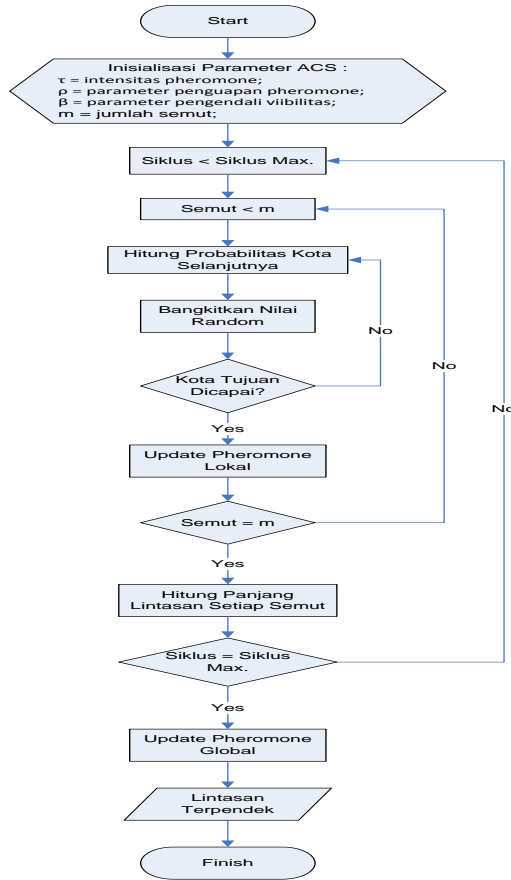 Start
Inisialisasi Parameter ACS :
τ = intensitas pheromone;
ρ = parameter penguapan pheromone;
β = parameter pengendali viibilitas;
m = jumlah semut;
Siklus < Siklus Max.
Semut < m
Hitung Probabilitas Kota
Selanjutnya
Bangkitkan Nilai
Random
No
Kota Tujuan
Dicapai?
No
No
Yes
Update Pheromone
Lokal
Semut = m
Yes
Hitung Panjang
Lintasan Setiap Semut
Siklus = Siklus
Max.
Yes
Update Pheromone
Global
Lintasan
Terpendek
Finish